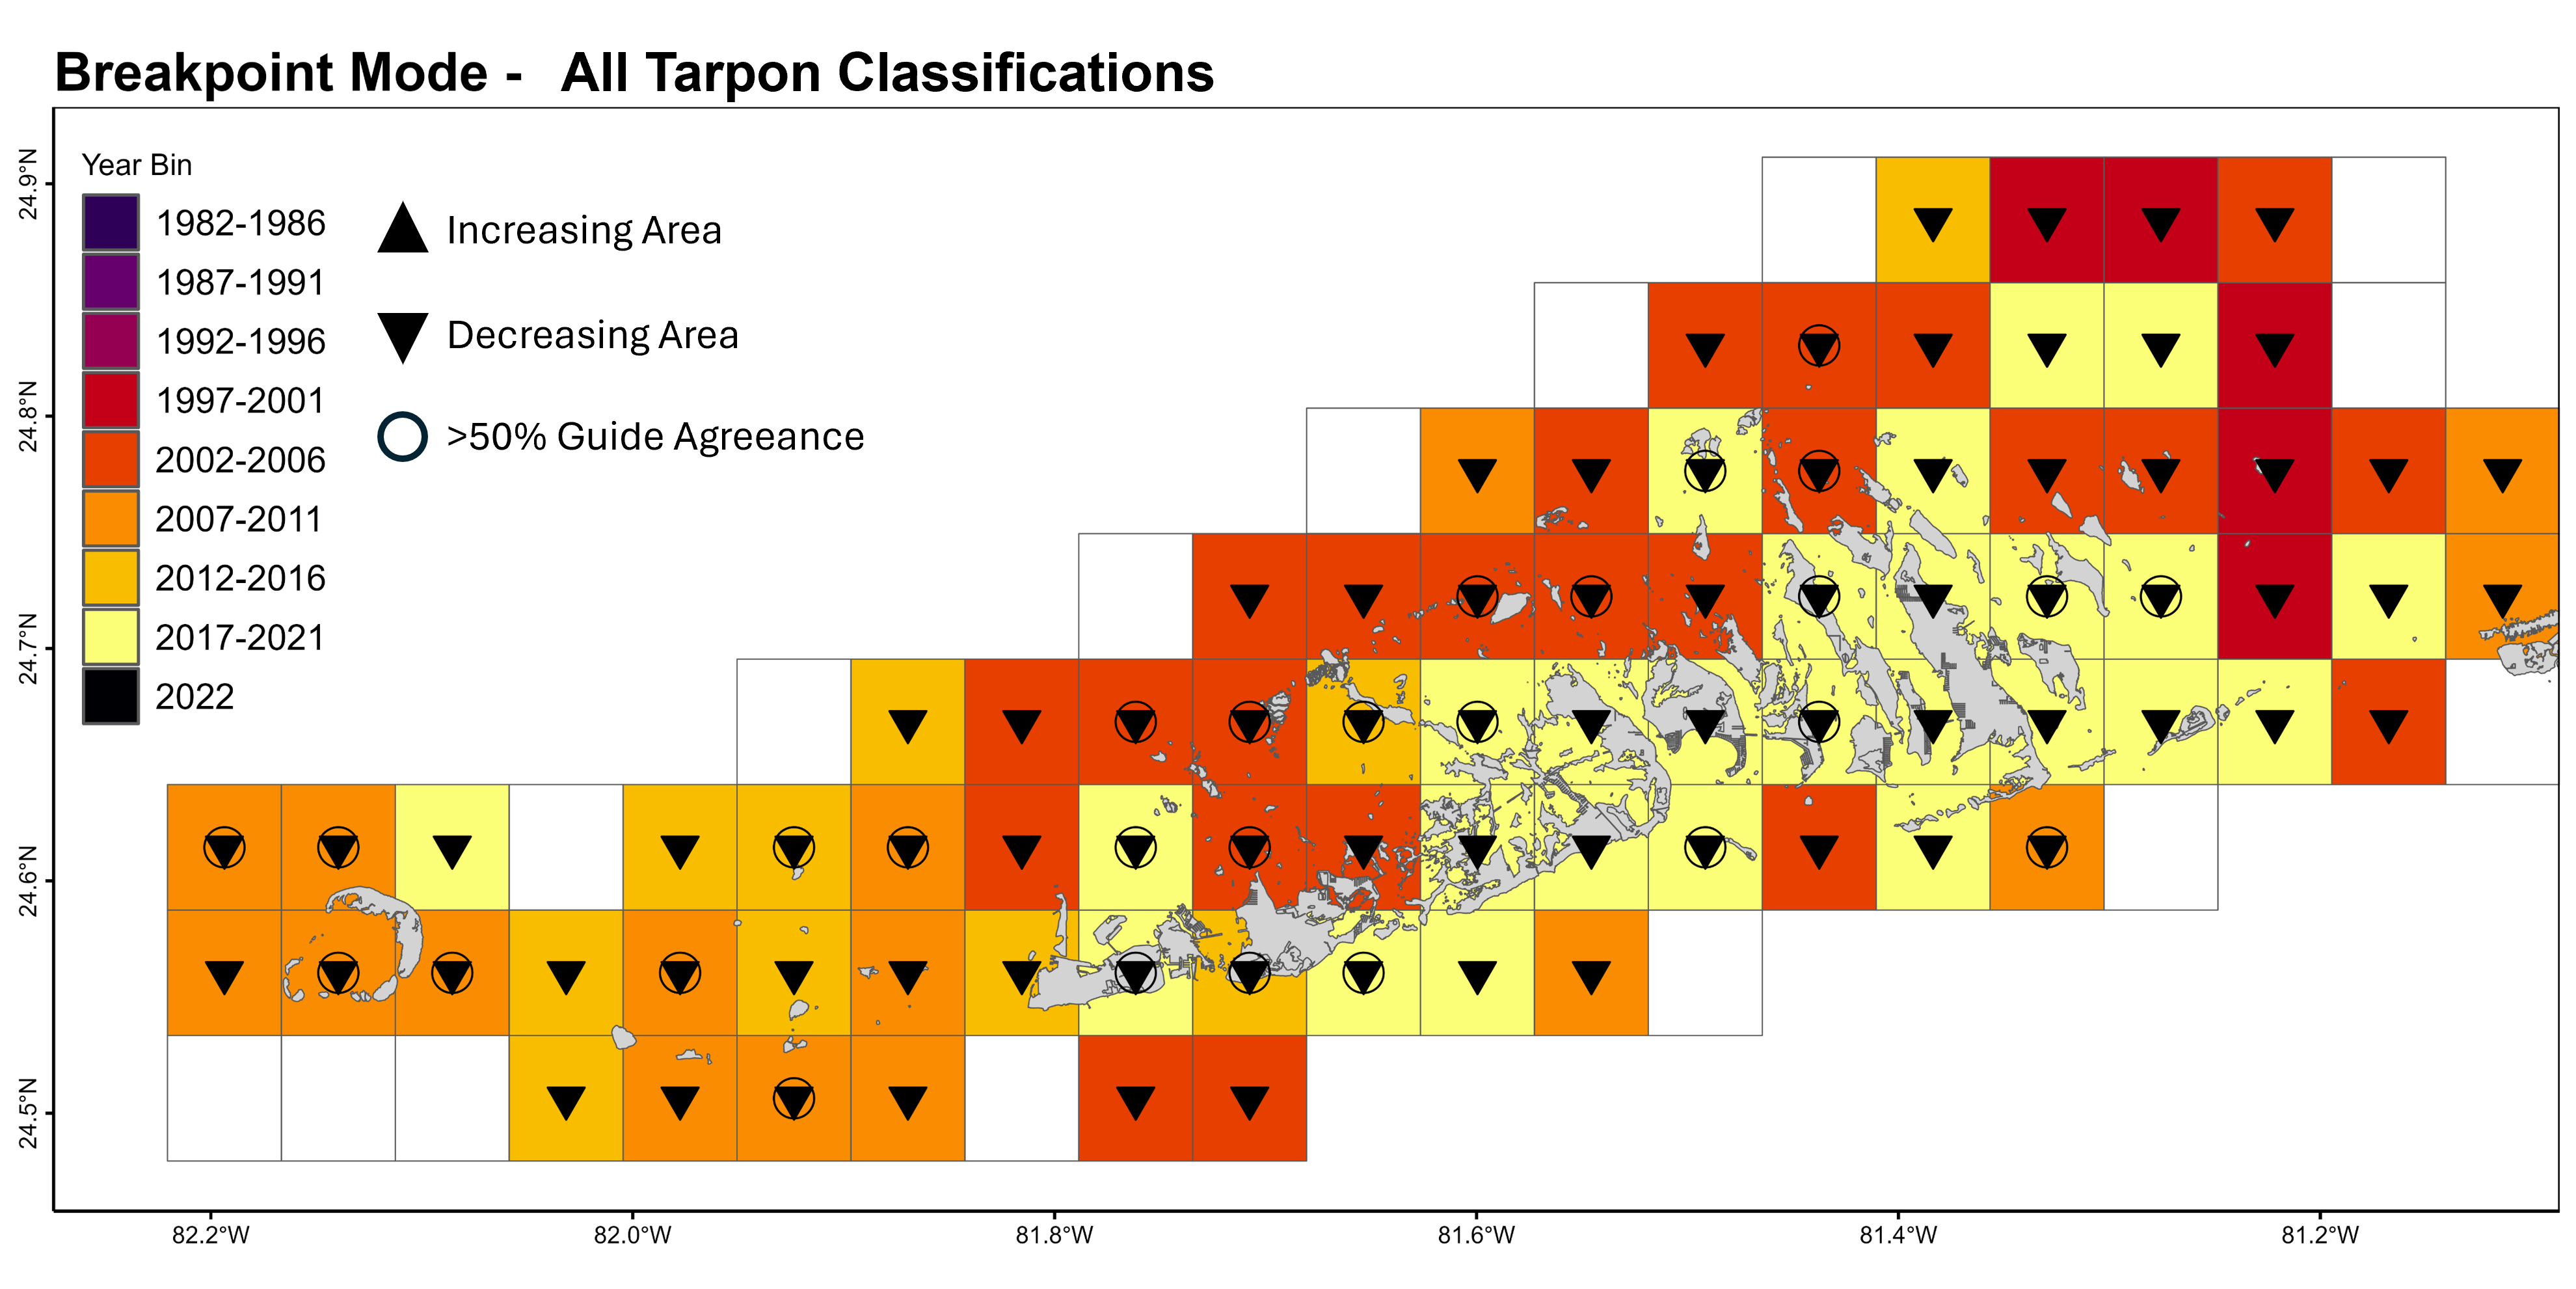 Breakpoint Mode - All Tarpon Classifications
Year Bin
1982-1986
1987-1991
1992-1996
1997-2001
2002-2006
2007-2011
2012-2016
2017-2021
2022
Increasing Area
Decreasing Area
>50% Guide Agreeance
24.9°N
24.8°N
24.7°N
24.6°N
24.5°N
82.2°W
82.0°W
81.8°W
81.6°W
81.4°W
81.2°W